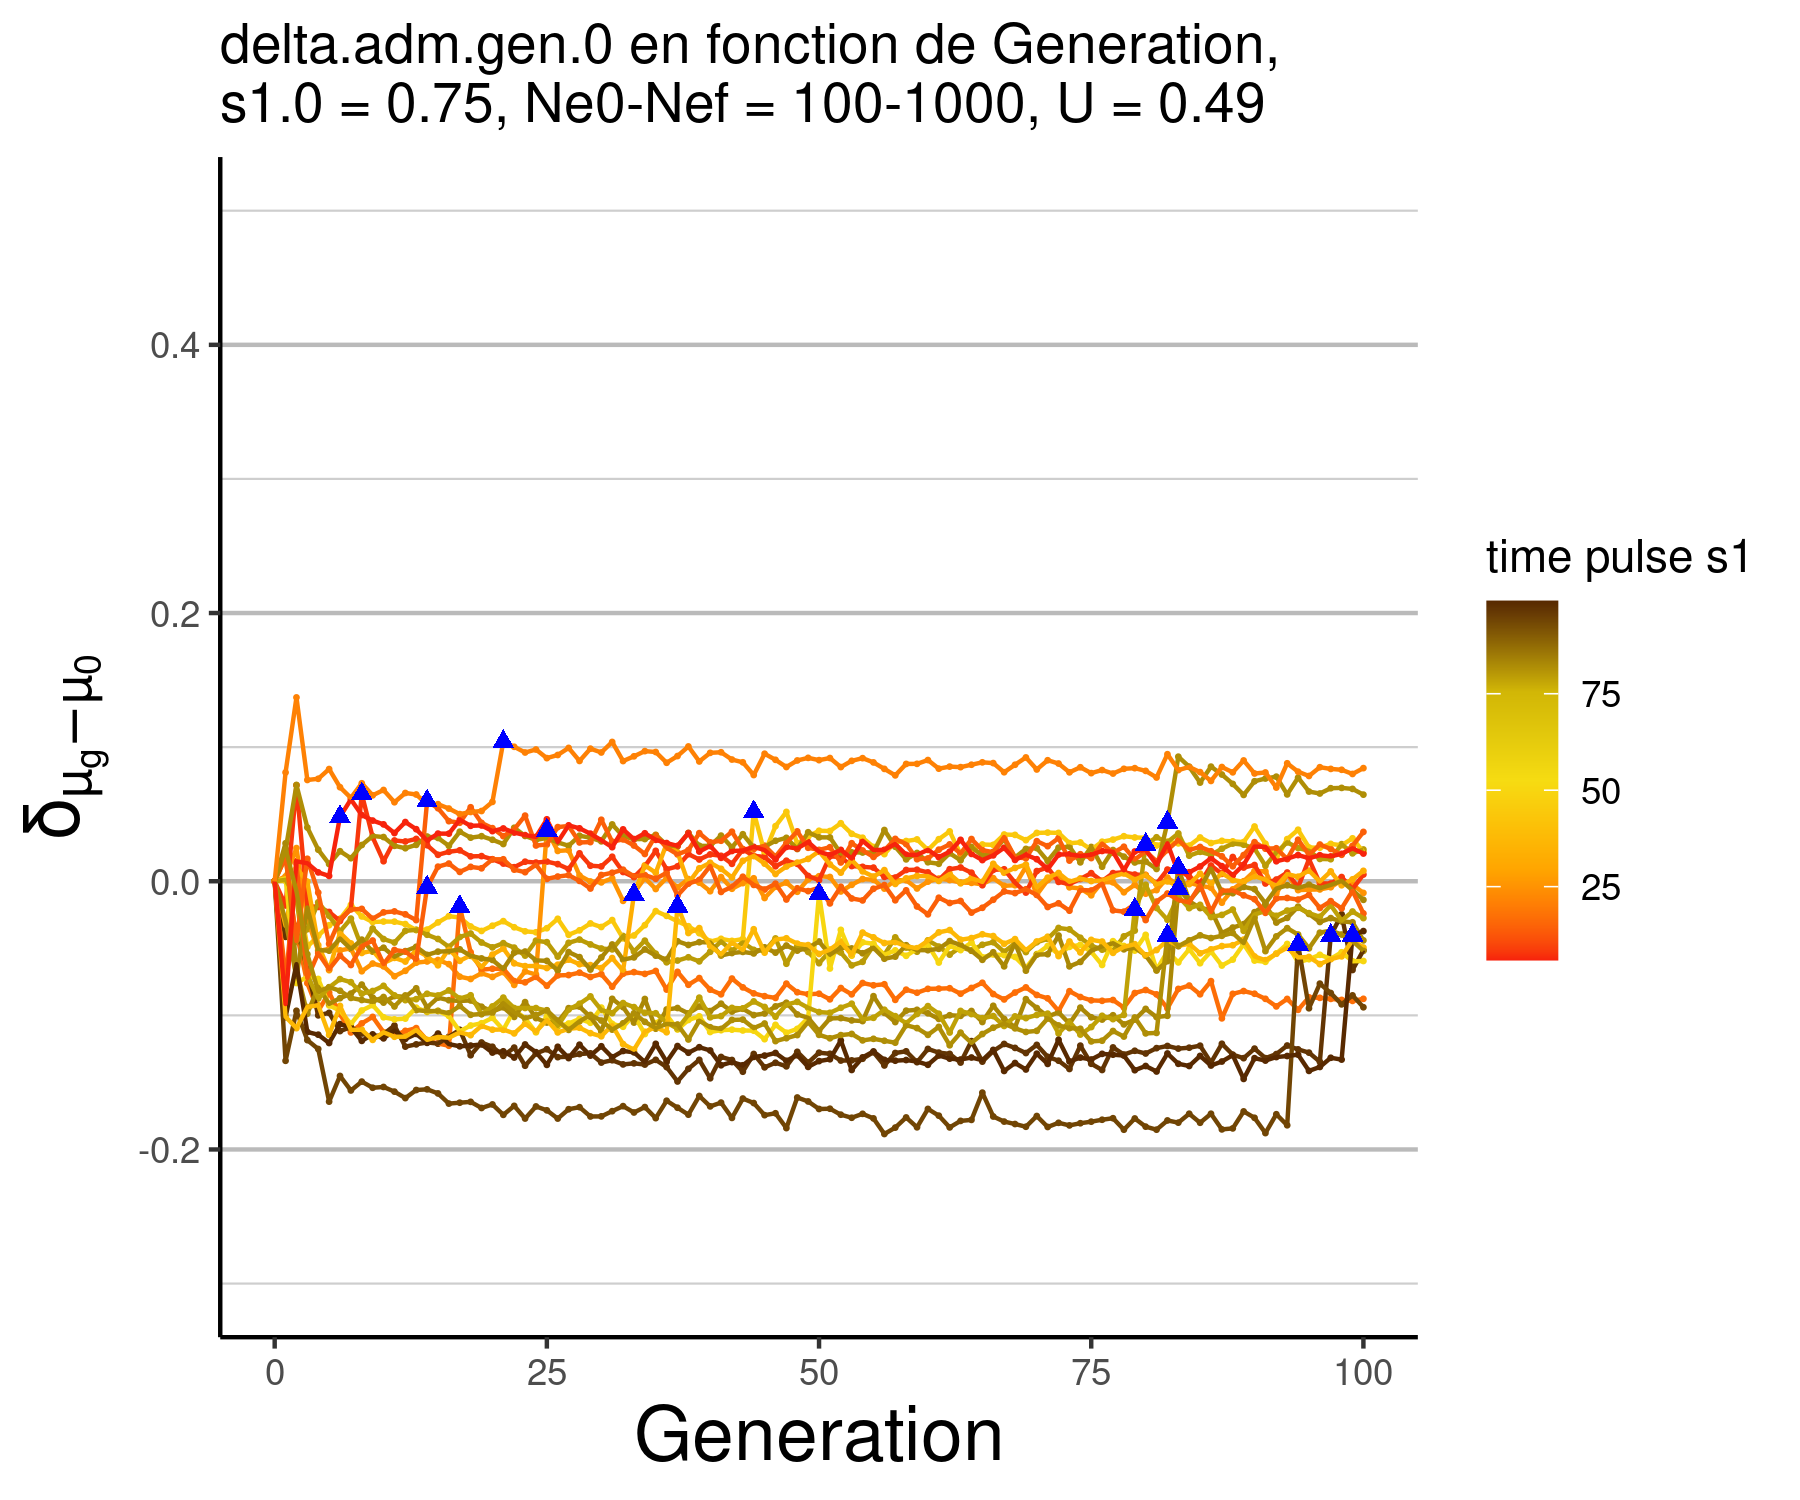 delta.adm.gen.0 en fonction de Generation,
s1.0 = 0.75, Ne0-Nef = 100-1000, U = 0.49
δμg−μ0
0.4
0.2
0.0
-0.2
0
25
50
75
100
Generation
time pulse s1
75
50
25